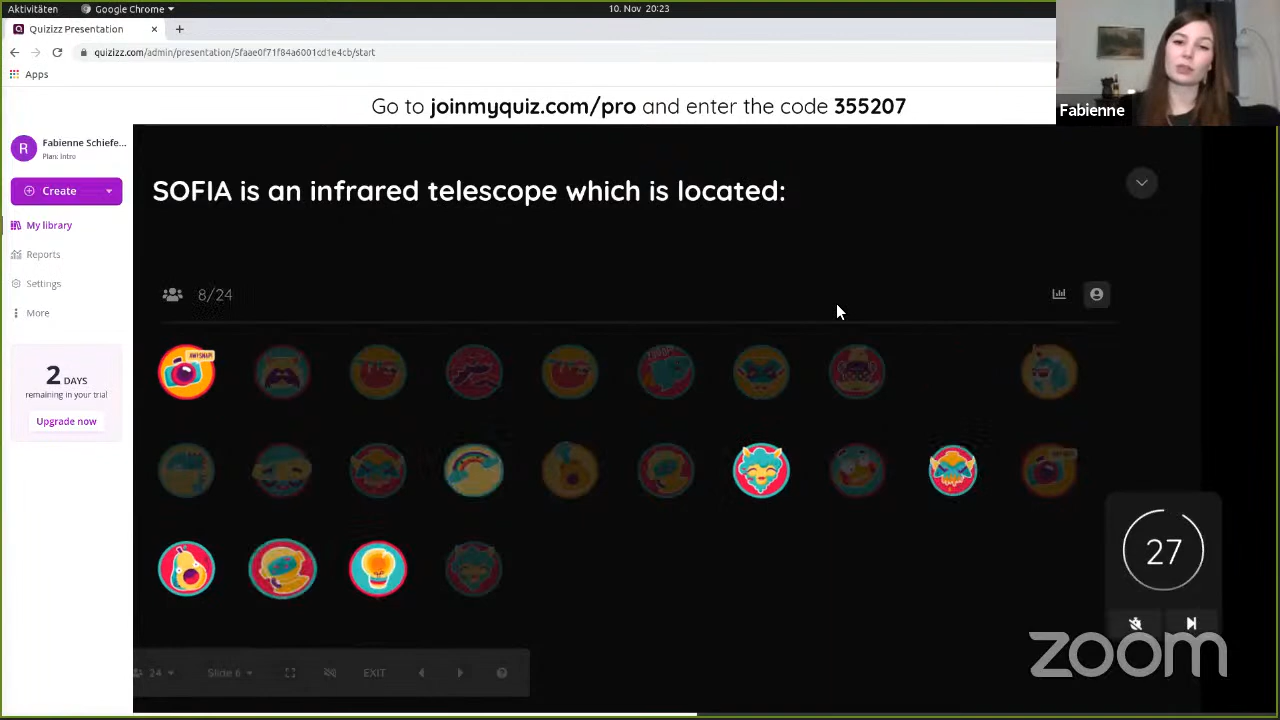 Aktivitäten
Google Chrome
10. Nov 20:23
Quizizz Presentation
quizizz.com/admin/presentation/5faae0f71f84a6001cd1e4cb/start
Apps
Go to joinmyquiz.com/pro and enter the code 355207
Fabienne
Fabienne Schiefe...
Plan: Intro
R
Create
My library
Reports
Settings
More
2 DAYS
remaining in your trial
Upgrade now
SOFIA is an infrared telescope which is located:
8/24
27
24
Slide 6
EXIT
zoom